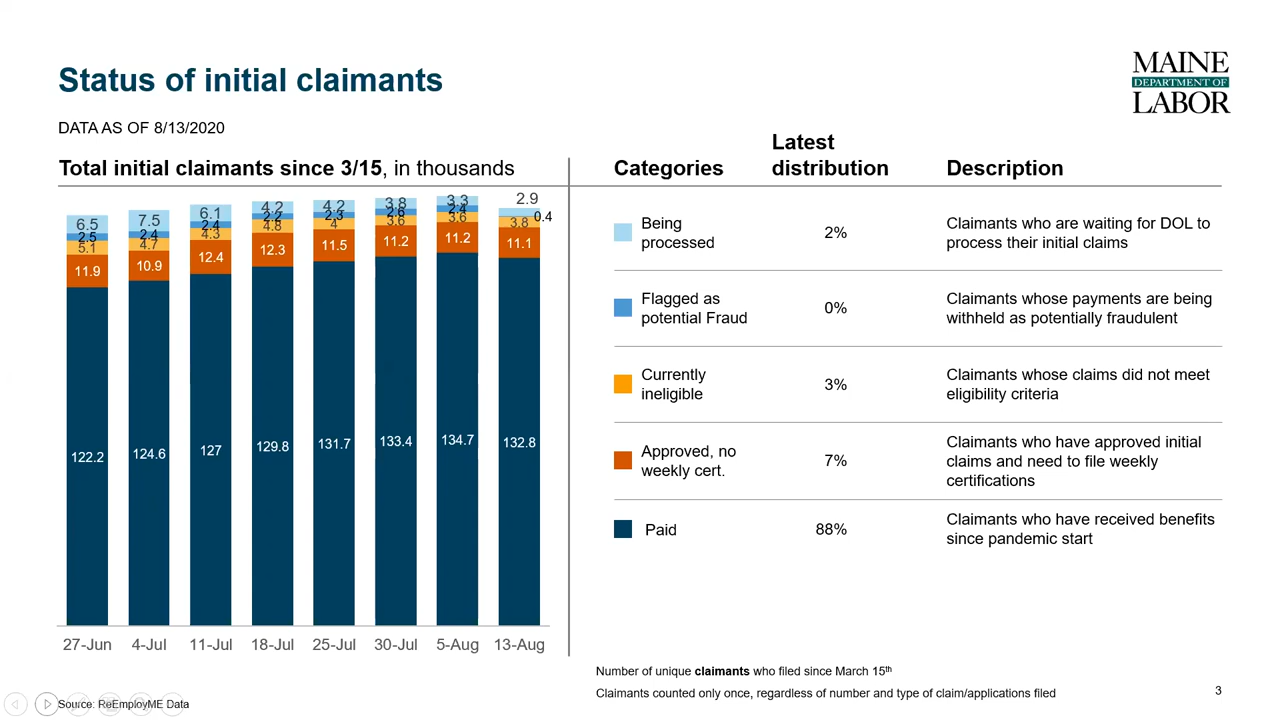 Status of initial claimants
MAINE
DEPARTMENT OF
LABOR
DATA AS OF 8/13/2020
Total initial claimants since 3/15, in thousands
6.5 7.5 6.1 4.2 4.2 3.8 3.3 2.9
2.5 2.4 2.4 2.2 2.3 2.6 2.4 0.4
5.1 4.7 4.3 4.8 4 3.6 3.6 3.8
11.9 10.9 12.4 12.3 11.5 11.2 11.2 11.1
122.2 124.6 127 129.8 131.7 133.4 134.7 132.8
27-Jun 4-Jul 11-Jul 18-Jul 25-Jul 30-Jul 5-Aug 13-Aug
Source: ReEmployME Data
Categories
Latest
distribution
Description
Being
processed
2%
Claimants who are waiting for DOL to
process their initial claims
Flagged as
potential Fraud
0%
Claimants whose payments are being
withheld as potentially fraudulent
Currently
ineligible
3%
Claimants whose claims did not meet
eligibility criteria
Approved, no
weekly cert.
7%
Claimants who have approved initial
claims and need to file weekly
certifications
Paid
88%
Claimants who have received benefits
since pandemic start
Number of unique claimants who filed since March 15th
Claimants counted only once, regardless of number and type of claim/applications filed
3